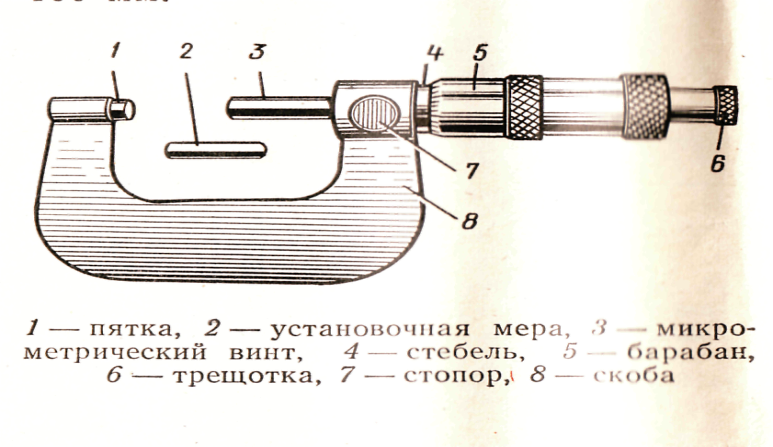 1 2 3 4 5
6
7
8
1 — пятка, 2 — установочная мера, 3 — микро-
метрический винт, 4 — стебель, 5 — барабан,
6 — трещотка, 7 — стопор, 8 — скоба